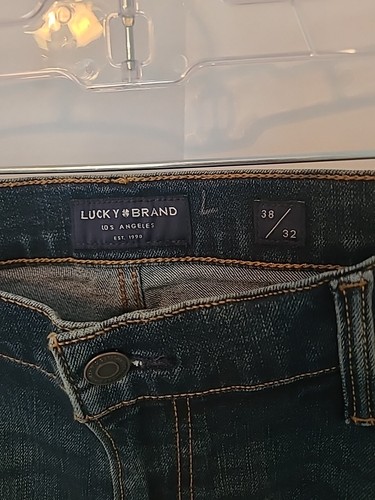 LUCKY BRAND
LOS ANGELES
EST. 1990
38
32